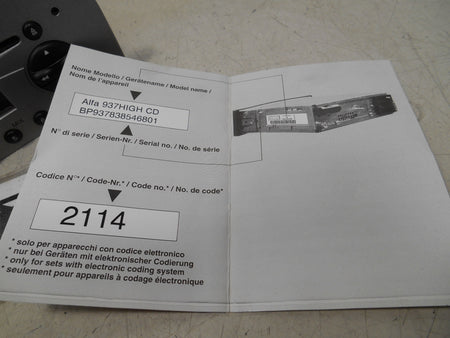 Nome Modello / Gerätename / Model name /
Nom de l'appareil
Alfa 937HIGH CD
BP937838546801
N° di serie / Serien-Nr. / Serial no. / No. de série
Codice N°* / Code-Nr.* / Code no.* / No. de code*
2114
* solo per apparecchi con codice elettronico
* nur bei Geräten mit elektronischer Codierung
* only for sets with electronic coding system
* seulement pour appareils à codage électronique